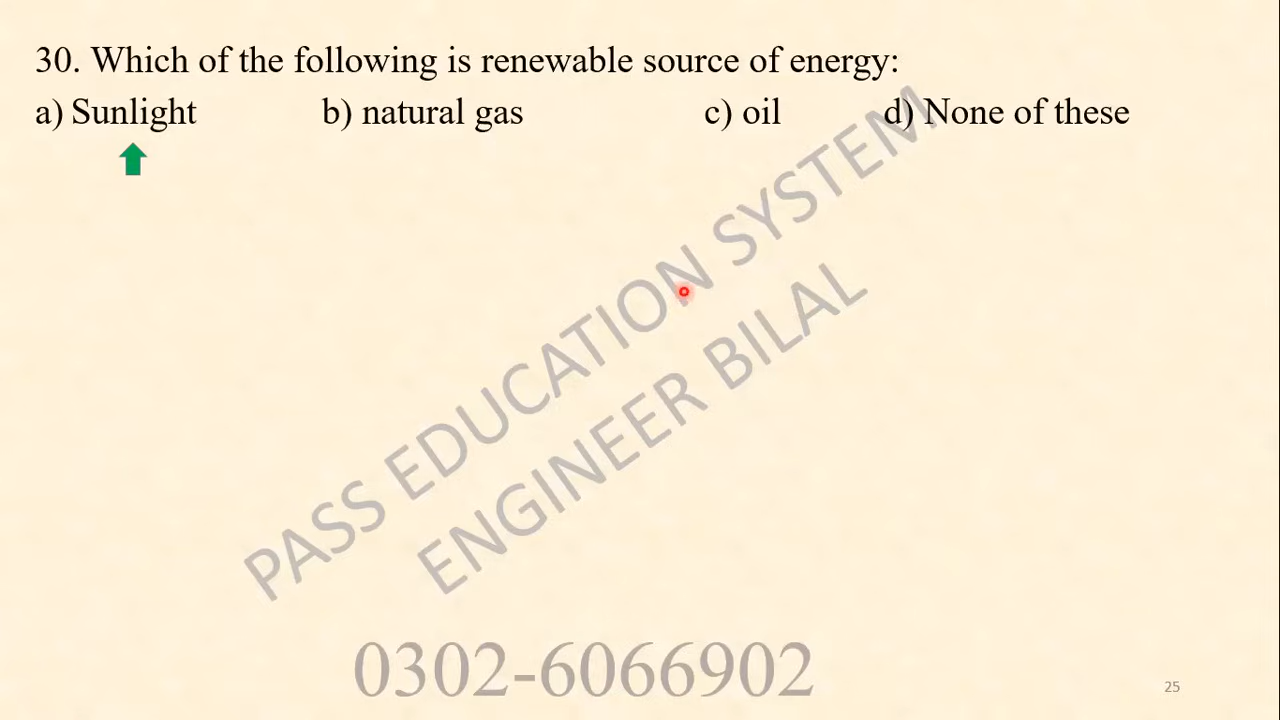 30. Which of the following is renewable source of energy:
a) Sunlight b) natural gas c) oil d) None of these
PASS EDUCATION SYSTEM
ENGINEER BILAL
0302-6066902
25